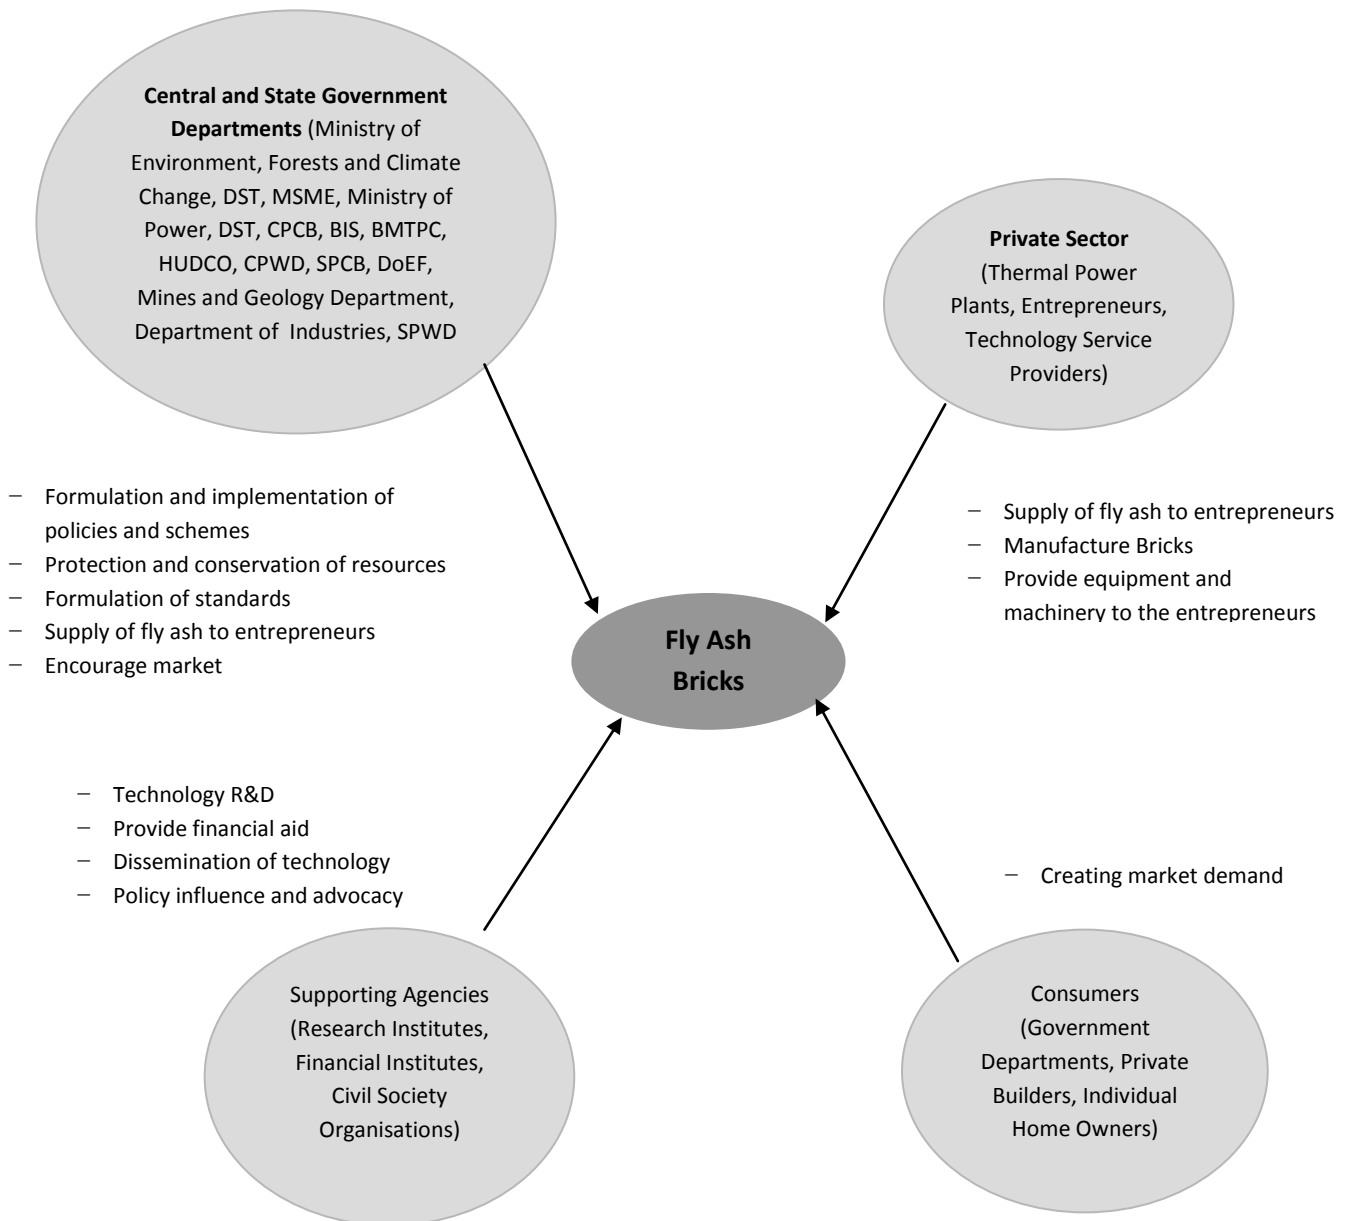 Central and State Government
Departments (Ministry of
Environment, Forests and Climate
Change, DST, MSME, Ministry of
Power, DST, CPCB, BIS, BMTPC,
HUDCO, CPWD, SPCB, DoEF,
Mines and Geology Department,
Department of Industries, SPWD
Private Sector
(Thermal Power
Plants, Entrepreneurs,
Technology Service
Providers)
– Formulation and implementation of
policies and schemes
– Protection and conservation of resources
– Formulation of standards
– Supply of fly ash to entrepreneurs
– Encourage market
– Supply of fly ash to entrepreneurs
– Manufacture Bricks
– Provide equipment and
machinery to the entrepreneurs
Fly Ash
Bricks
– Technology R&D
– Provide financial aid
– Dissemination of technology
– Policy influence and advocacy
– Creating market demand
Supporting Agencies
(Research Institutes,
Financial Institutes,
Civil Society
Organisations)
Consumers
(Government
Departments, Private
Builders, Individual
Home Owners)